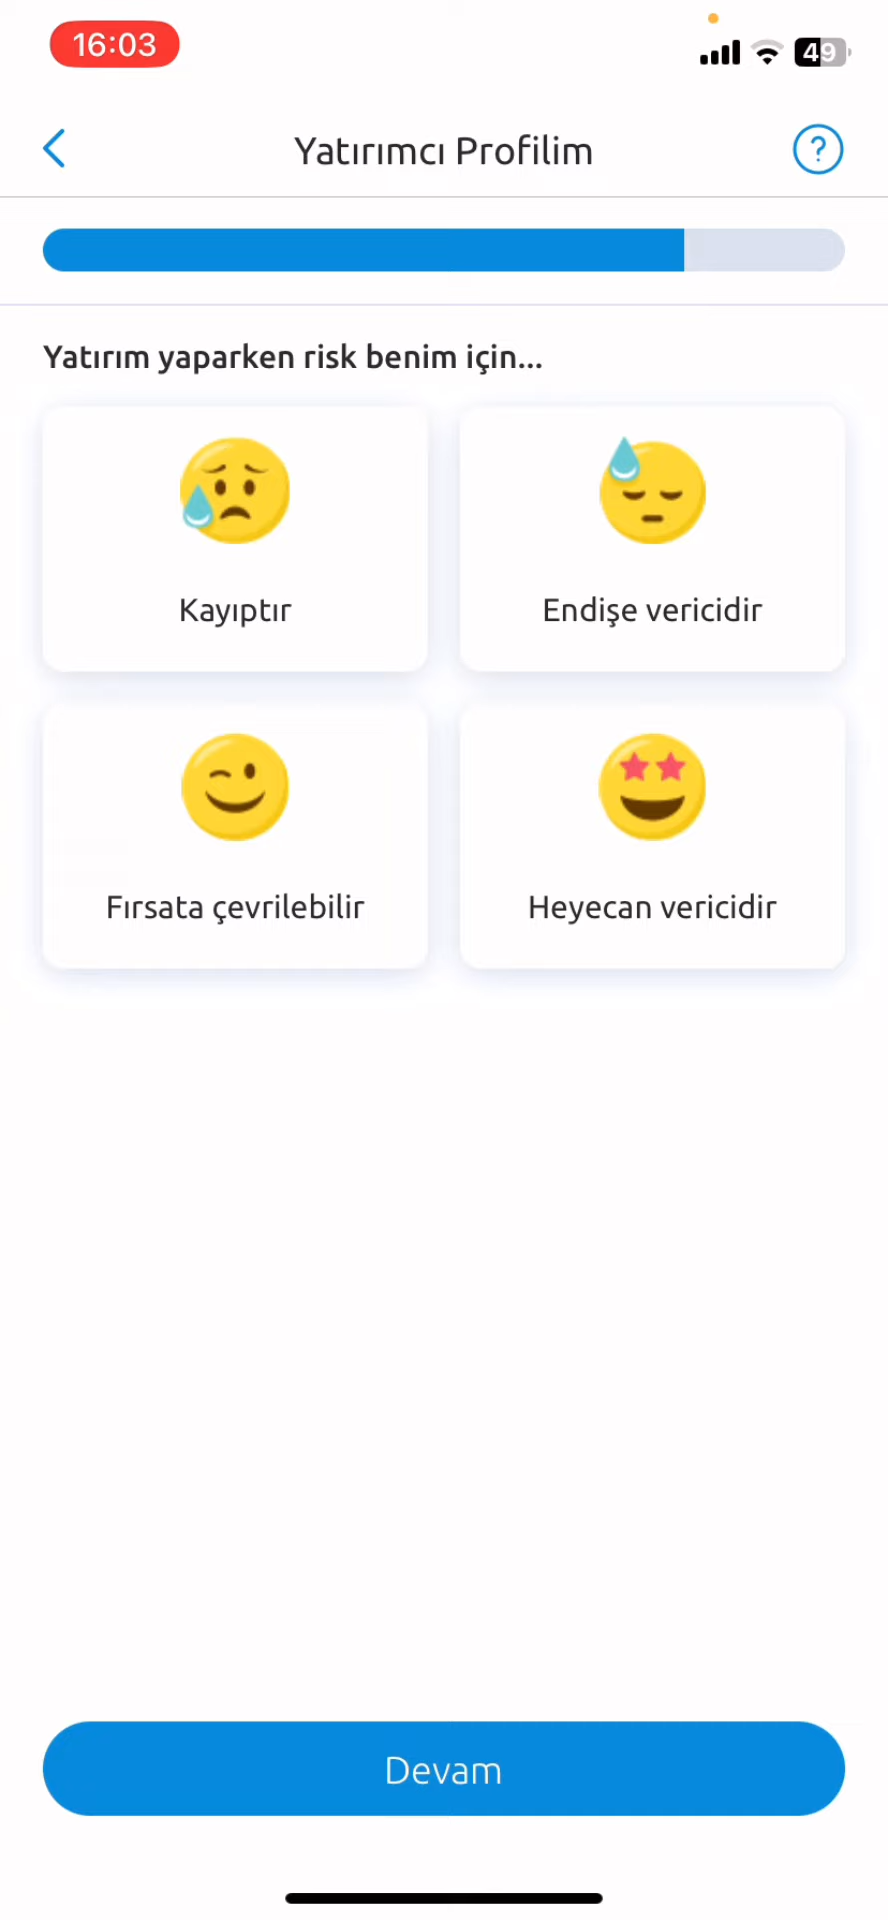 16:03
49
Yatırımcı Profilim
?
Yatırım yaparken risk benim için...
Kayıptır
Endişe vericidir
Fırsata çevrilebilir
Heyecan vericidir
Devam